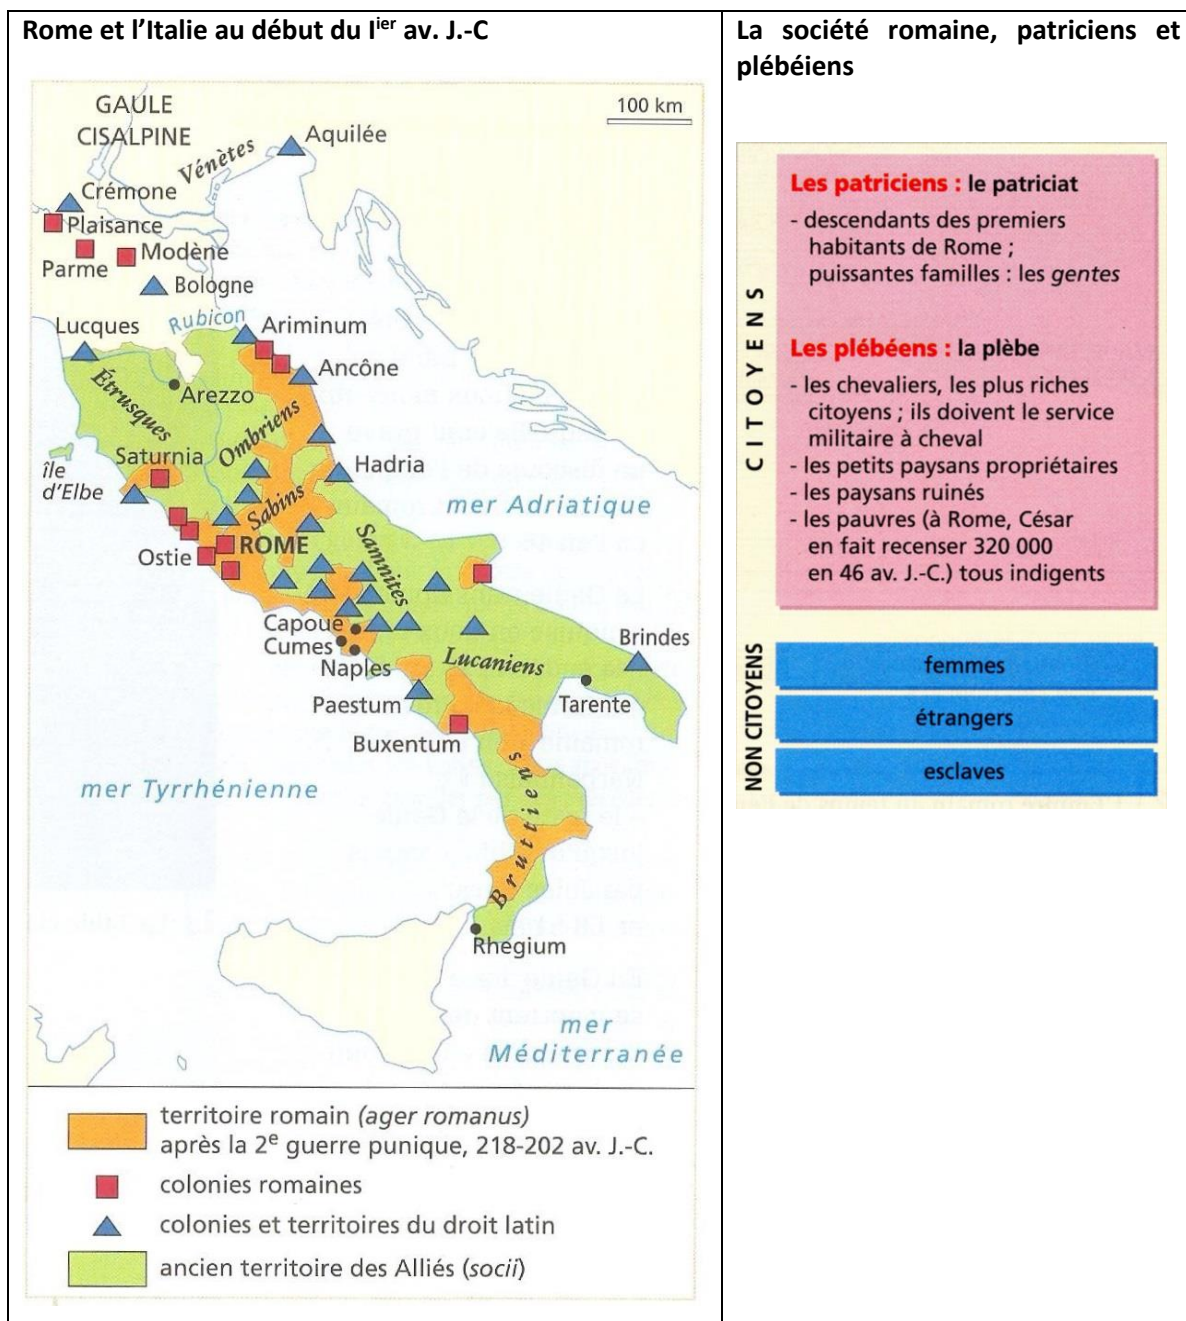 Rome et l’Italie au début du Iier av. J.-C
GAULE
CISALPINE
100 km
Vénètes
Aquilée
Crémone
Plaisance
Parme
Modène
Bologne
Rubicon
Lucques
Ariminum
Ancône
Étrusques
Arezzo
Ombriens
île
d'Elbe
Saturnia
Hadria
mer Adriatique
Sabins
Samnites
ROME
Ostie
Capoue
Cumes
Naples
Lucaniens
Brindes
Paestum
Tarente
Buxentum
mer Tyrrhénienne
Bruttiens
Rhegium
mer
Méditerranée
territoire romain (ager romanus)
après la 2e guerre punique, 218-202 av. J.-C.
colonies romaines
colonies et territoires du droit latin
ancien territoire des Alliés (socii)
La société romaine, patriciens et
plébéiens
CITOYENS
Les patriciens : le patriciat
- descendants des premiers
habitants de Rome ;
puissantes familles : les gentes
Les plébéens : la plèbe
- les chevaliers, les plus riches
citoyens ; ils doivent le service
militaire à cheval
- les petits paysans propriétaires
- les paysans ruinés
- les pauvres (à Rome, César
en fait recenser 320 000
en 46 av. J.-C.) tous indigents
NON CITOYENS
femmes
étrangers
esclaves